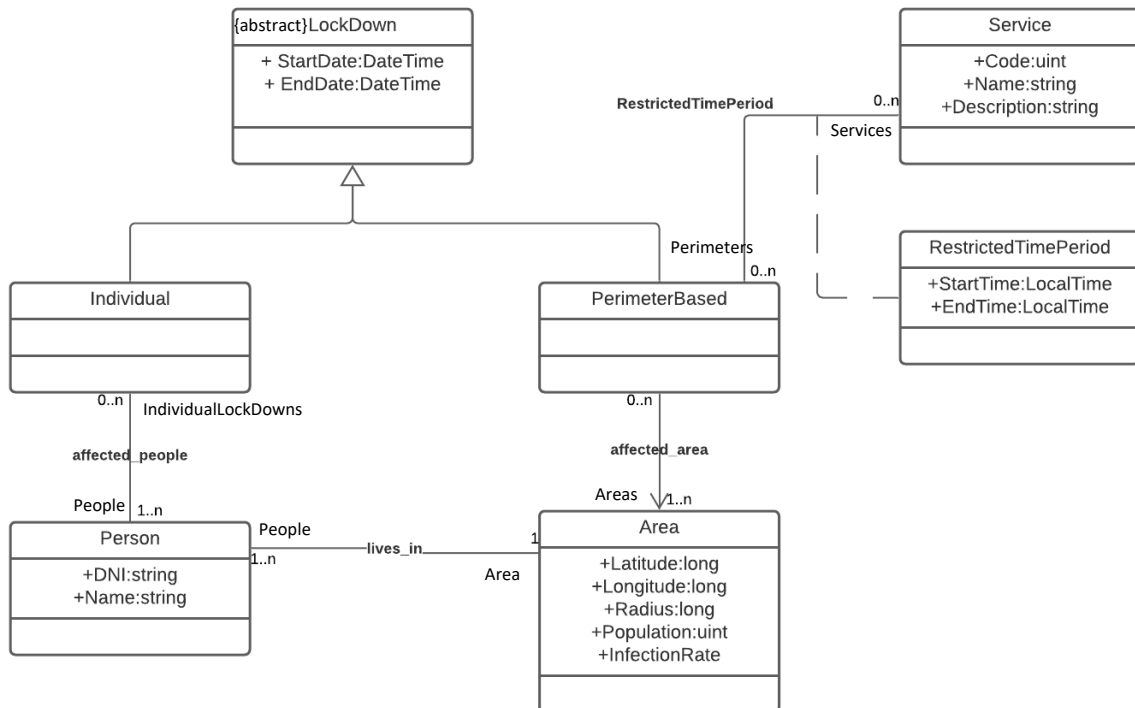 {abstract}LockDown
+ StartDate:DateTime
+ EndDate:DateTime
Service
+Code:uint
+Name:string
+Description:string
RestrictedTimePeriod
0..n
Services
RestrictedTimePeriod
+StartTime:LocalTime
+EndTime:LocalTime
Perimeters
0..n
Individual
PerimeterBased
0..n
IndividualLockDowns
0..n
affected_people
affected_area
People
1..n
Areas
1..n
Person
+DNI:string
+Name:string
People
1..n
lives_in
1
Area
Area
+Latitude:long
+Longitude:long
+Radius:long
+Population:uint
+InfectionRate